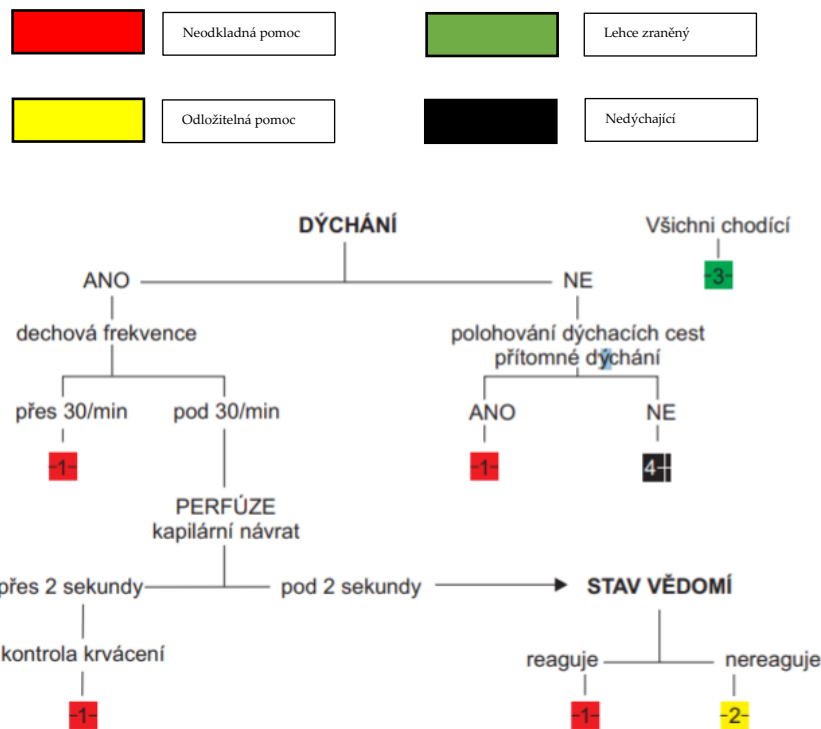 Neodkladná pomoc
Lehce zraněný
Odložitelná pomoc
Nedýchající
DÝCHÁNÍ
Všichni chodící
-3-
ANO
NE
dechová frekvence
polohování dýchacích cest
přítomné dýchání
přes 30/min
pod 30/min
ANO
NE
-1-
-1-
4-
PERFÚZE
kapilární návrat
přes 2 sekundy
pod 2 sekundy
STAV VĚDOMÍ
kontrola krvácení
reaguje
nereaguje
-1-
-1-
-2-